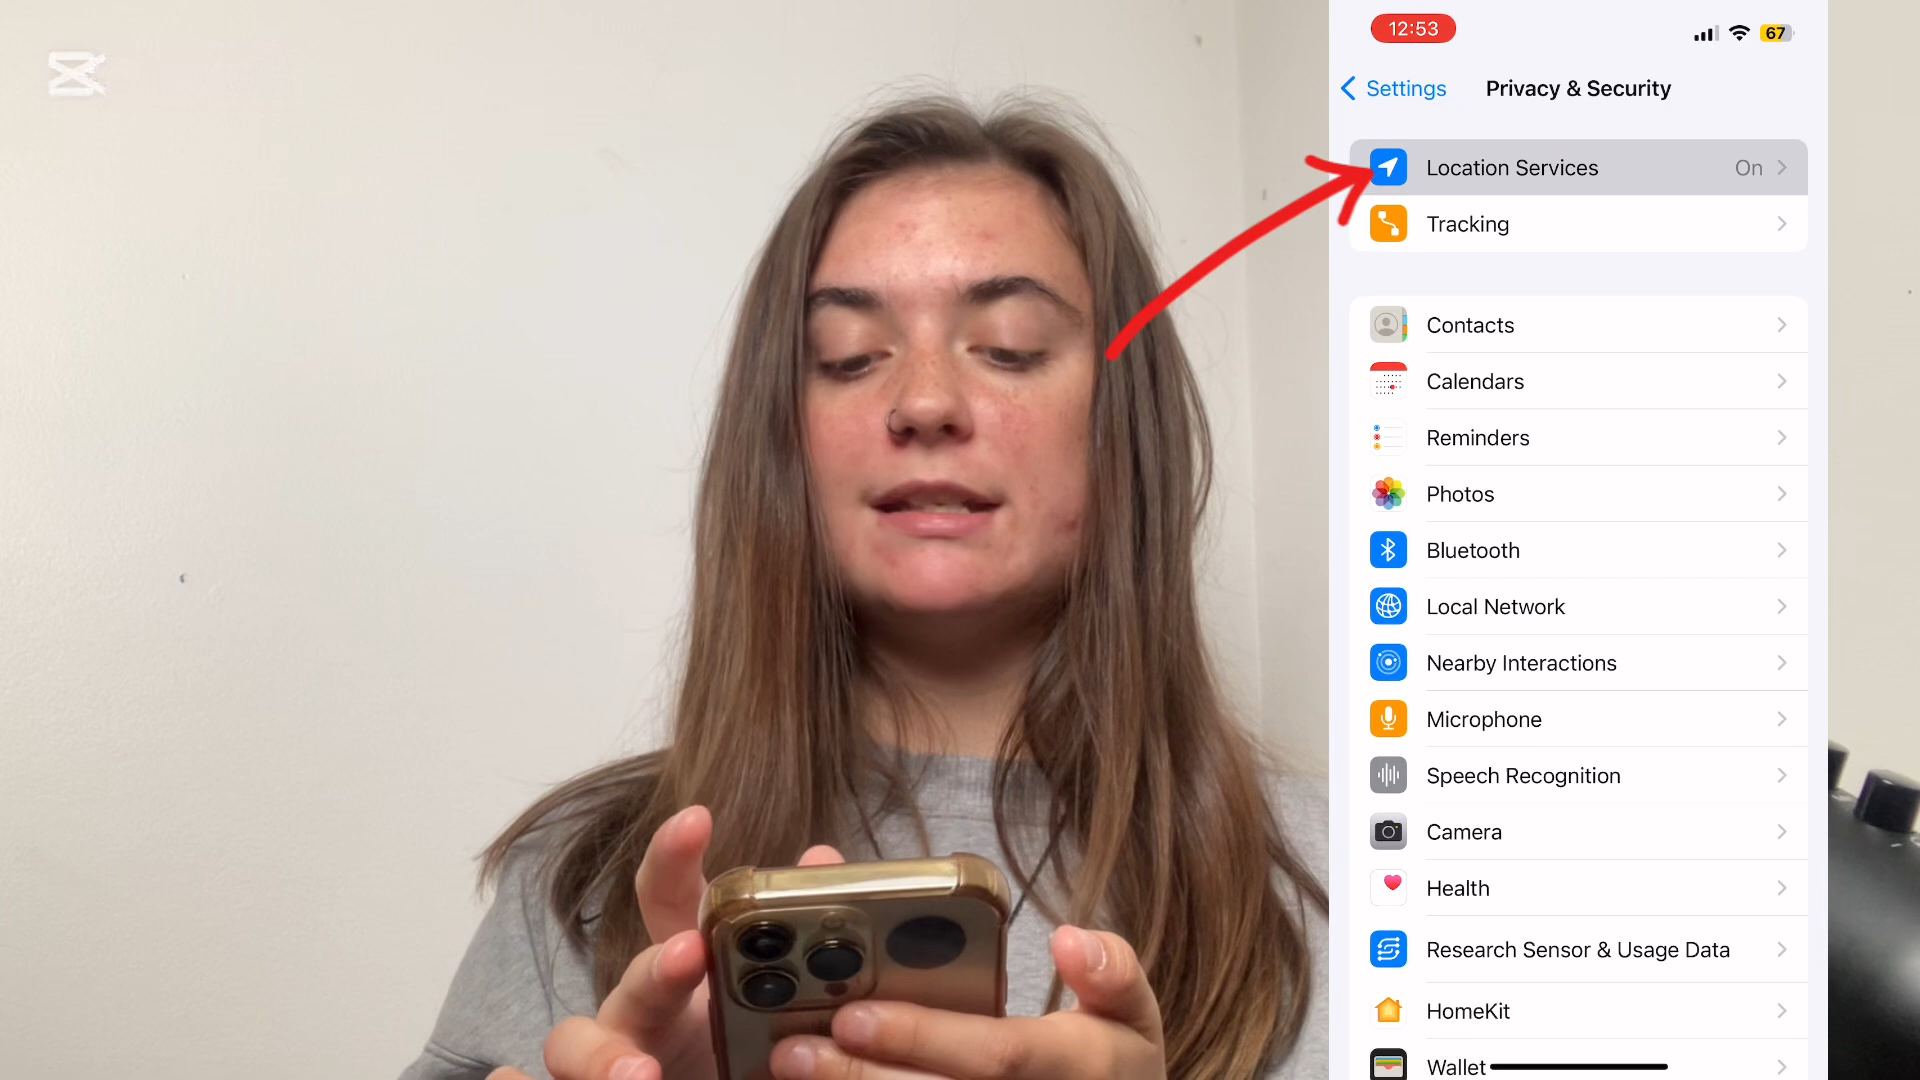 12:53
67
Settings
Privacy & Security
Location Services
On
Tracking
Contacts
Calendars
Reminders
Photos
Bluetooth
Local Network
Nearby Interactions
Microphone
Speech Recognition
Camera
Health
Research Sensor & Usage Data
HomeKit
Wallet